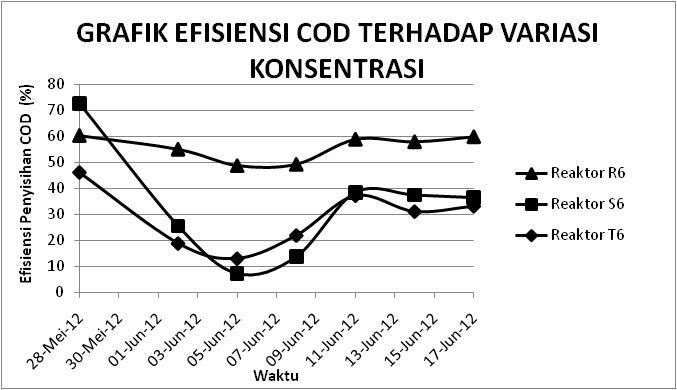 GRAFIK EFISIENSI COD TERHADAP VARIASI
KONSENTRASI
Efisiensi Penyisihan COD (%)
80
70
60
50
40
30
20
10
0
28-Mei-12
30-Mei-12
01-Jun-12
03-Jun-12
05-Jun-12
07-Jun-12
09-Jun-12
11-Jun-12
13-Jun-12
15-Jun-12
17-Jun-12
Waktu
Reaktor R6
Reaktor S6
Reaktor T6